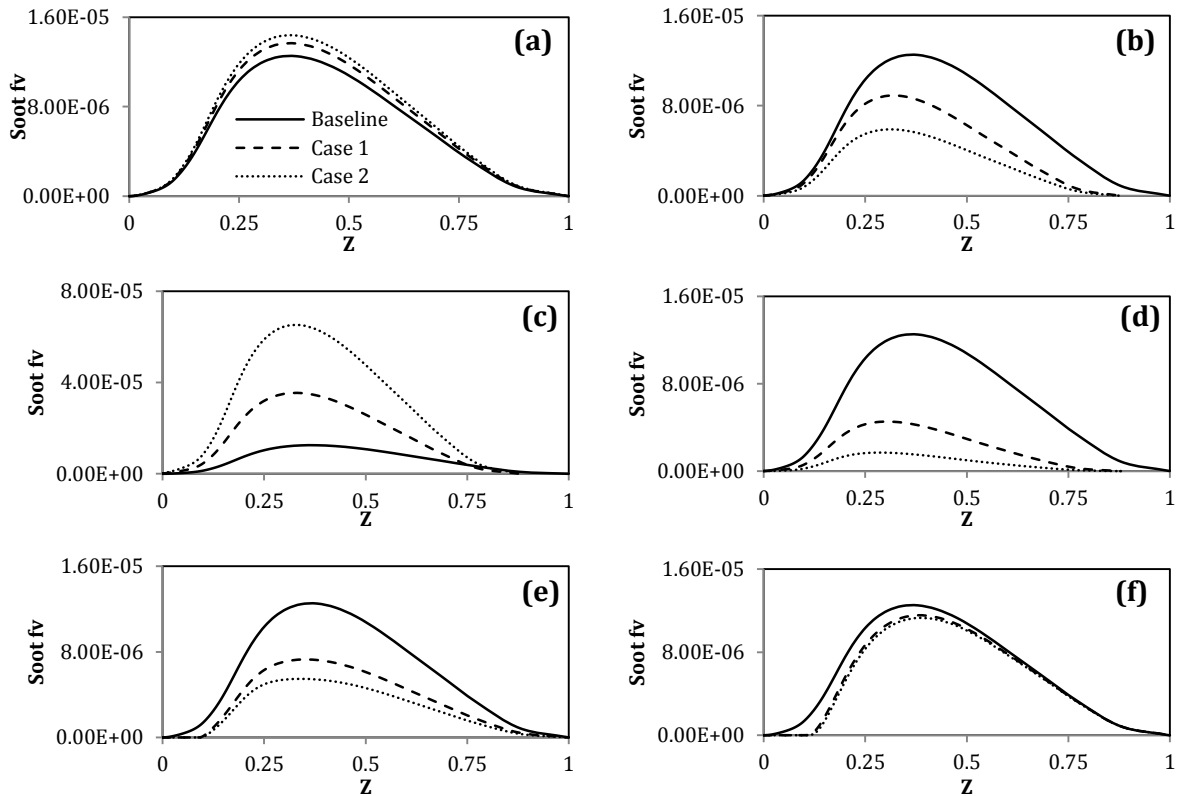 1.60E-05
(a)
Soot fv
8.00E-06
Baseline
Case 1
Case 2
0.00E+00
0 0.25 0.5 0.75 1
Z
1.60E-05
(b)
Soot fv
8.00E-06
0.00E+00
0 0.25 0.5 0.75 1
Z
8.00E-05
(c)
Soot fv
4.00E-05
0.00E+00
0 0.25 0.5 0.75 1
Z
1.60E-05
(d)
Soot fv
8.00E-06
0.00E+00
0 0.25 0.5 0.75 1
Z
1.60E-05
(e)
Soot fv
8.00E-06
0.00E+00
0 0.25 0.5 0.75 1
Z
1.60E-05
(f)
Soot fv
8.00E-06
0.00E+00
0 0.25 0.5 0.75 1
Z